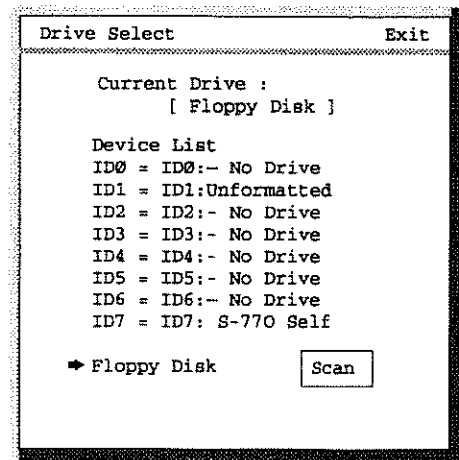 Drive Select Exit
Current Drive :
[ Floppy Disk ]
Device List
IDØ = IDØ:- No Drive
ID1 = ID1:Unformatted
ID2 = ID2:- No Drive
ID3 = ID3:- No Drive
ID4 = ID4:- No Drive
ID5 = ID5:- No Drive
ID6 = ID6:- No Drive
ID7 = ID7: S-770 Self
➡ Floppy Disk Scan